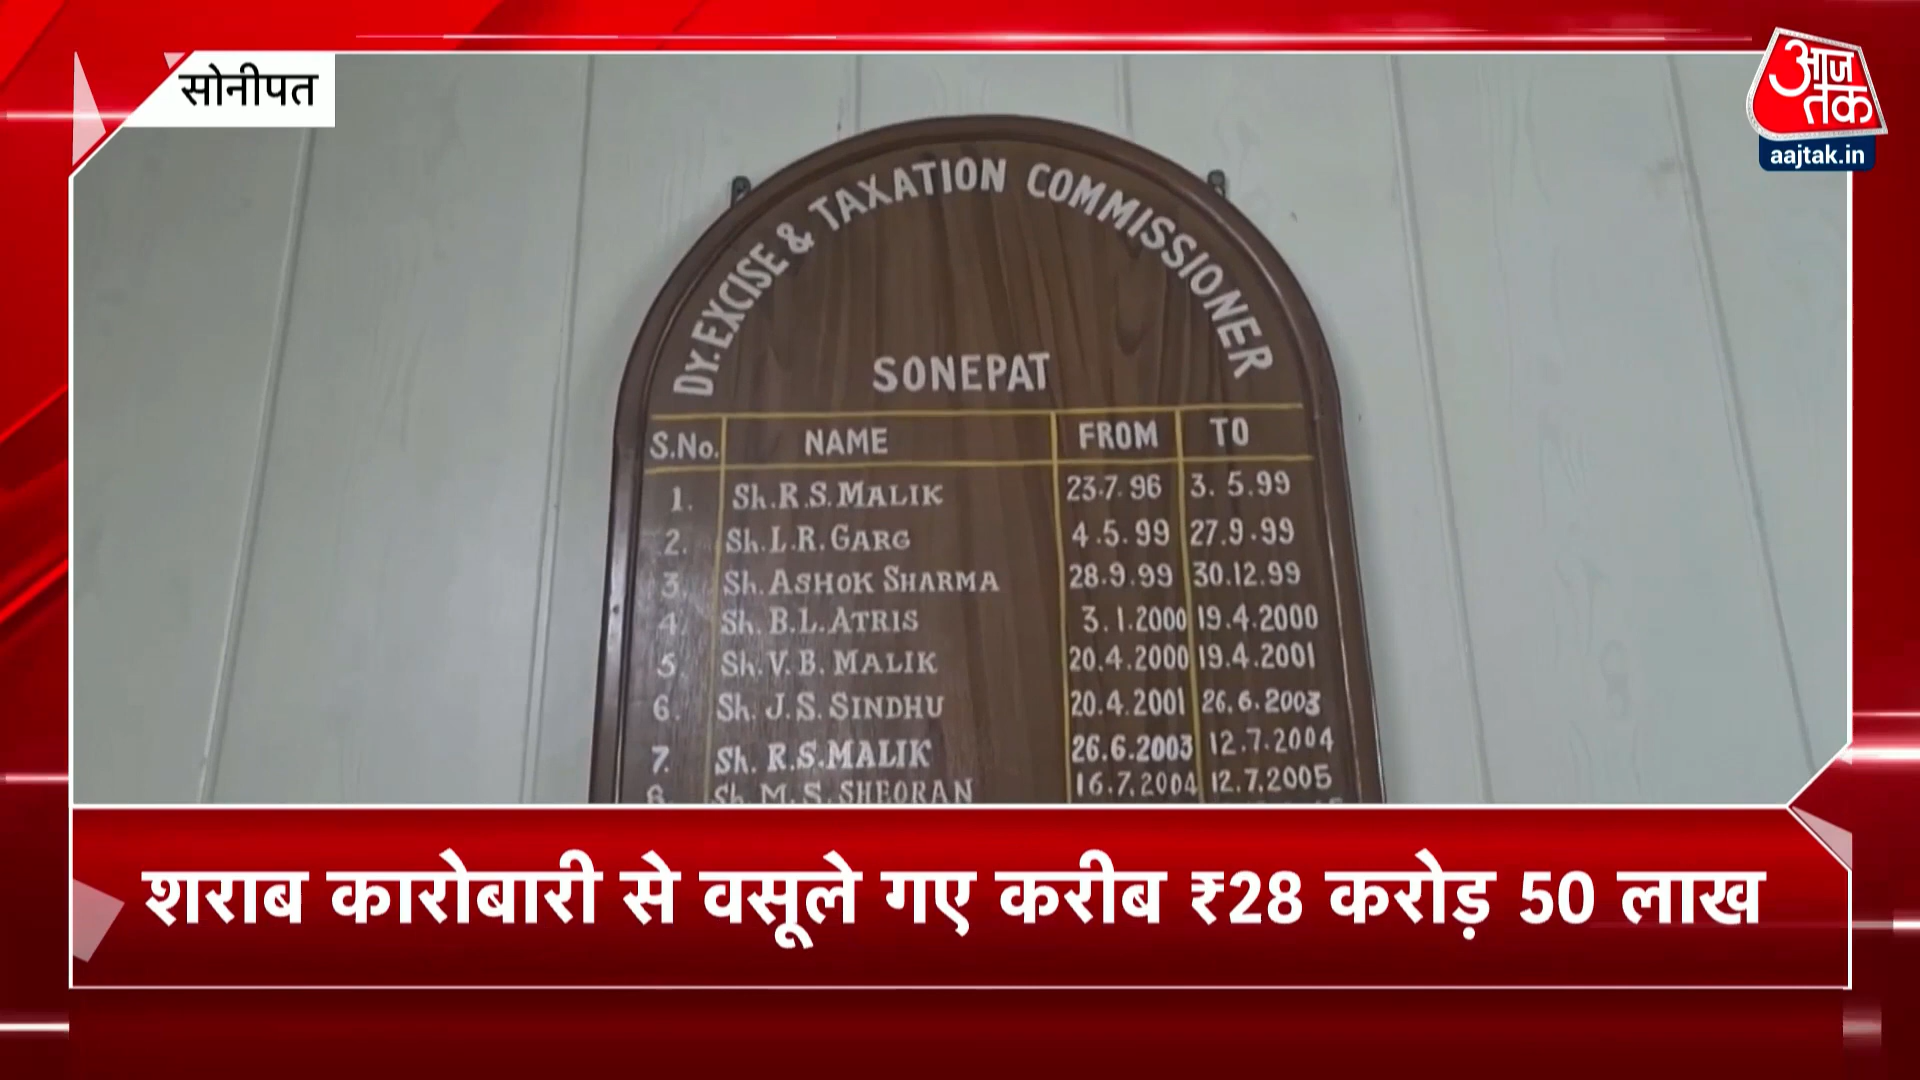 सोनीपत
आज
तक
aajtak.in
DY. EXCISE & TAXATION COMMISSIONER
SONEPAT
S.No. NAME FROM TO
1. Sh. R.S. MALIK 23.7.96 3.5.99
2. Sh. L.R. GARG 4.5.99 27.9.99
3. Sh. ASHOK SHARMA 28.9.99 30.12.99
4. Sh. B.L. ATRIS 3.1.2000 19.4.2000
5. Sh. V.B. MALIK 20.4.2000 19.4.2001
6. Sh. J.S. SINDHU 20.4.2001 26.6.2003
7. Sh. R.S. MALIK 26.6.2003 12.7.2004
8. Sh. M.S. SHEORAN 16.7.2004 12.7.2005
शराब कारोबारी से वसूले गए करीब ₹28 करोड़ 50 लाख